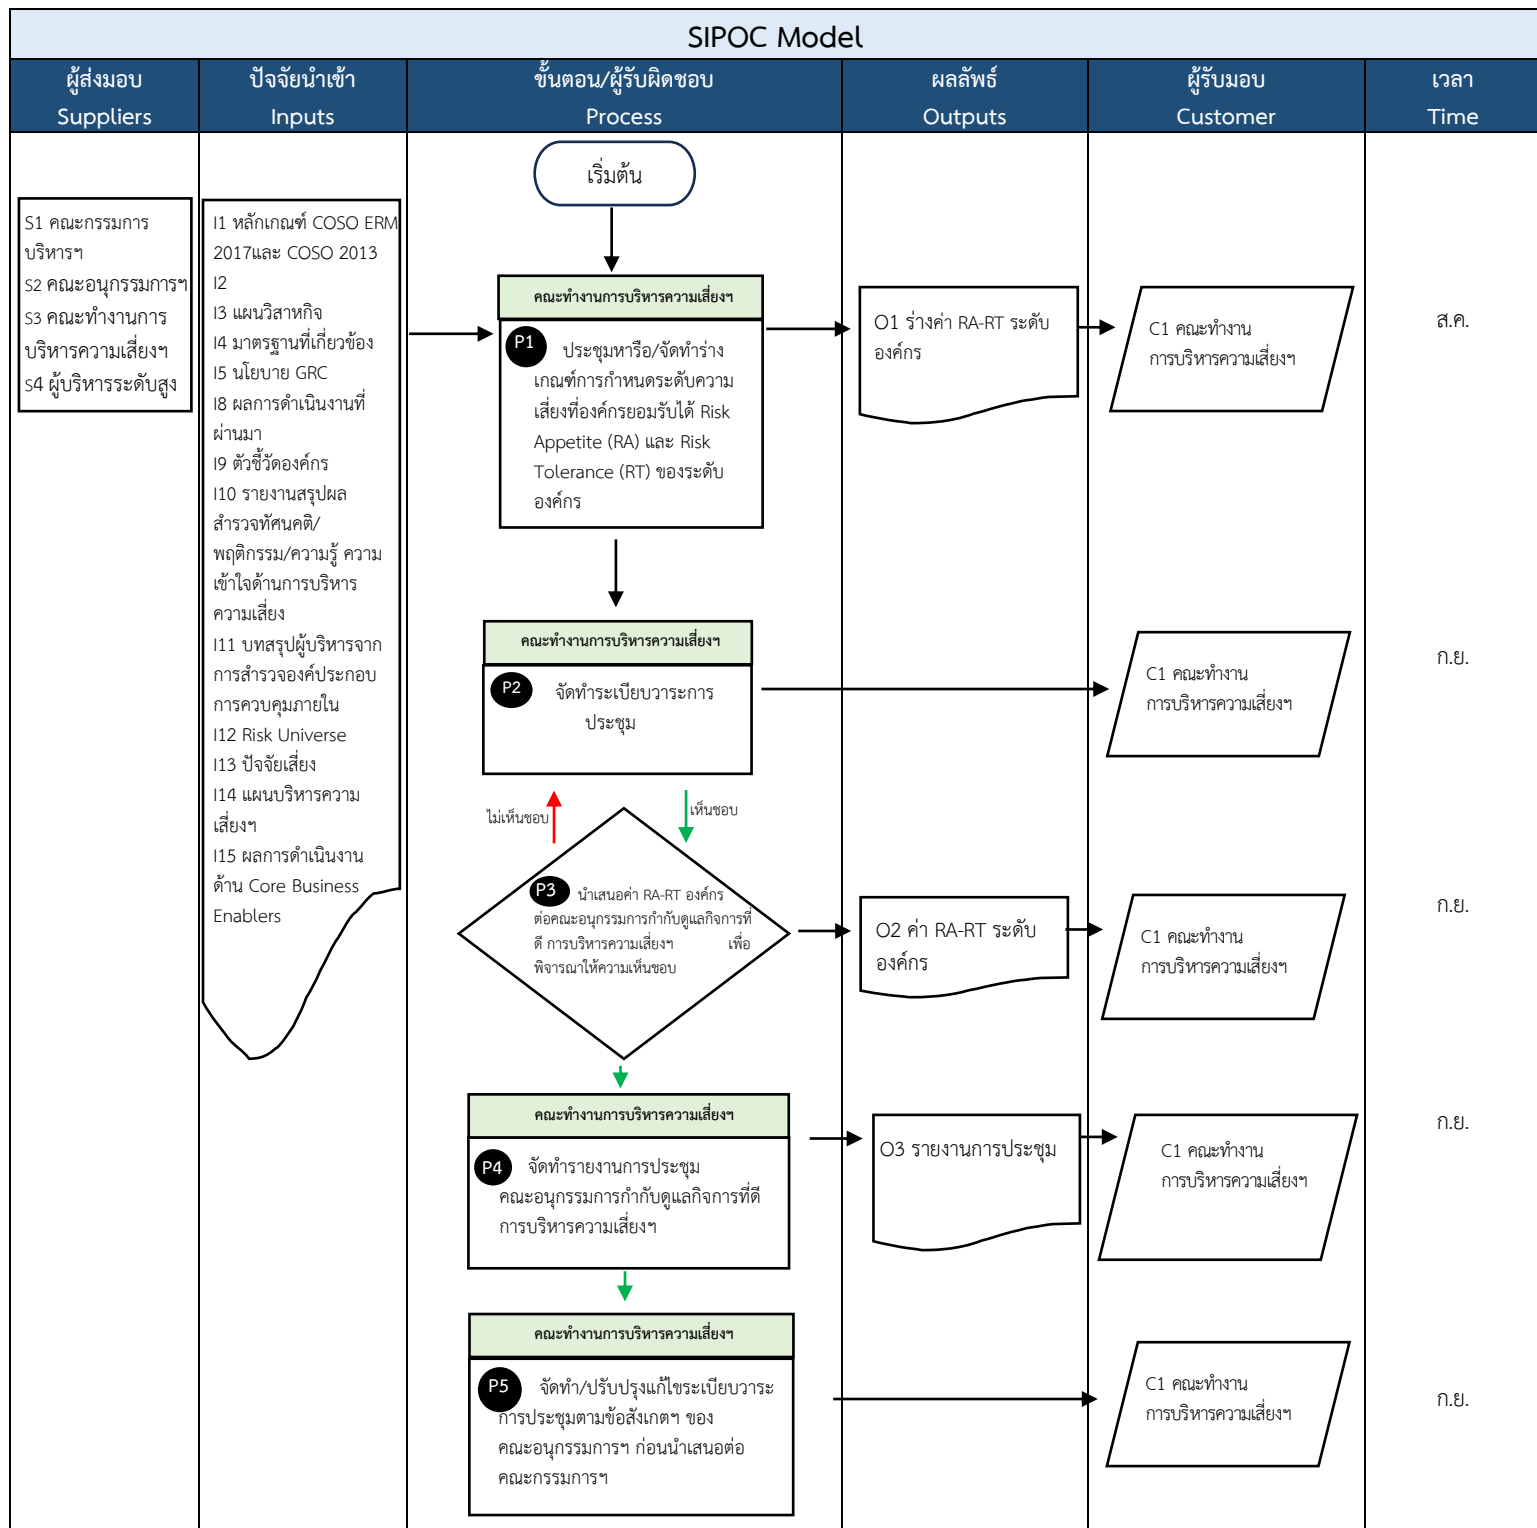 SIPOC Model
ผู้ส่งมอบ
Suppliers
ปัจจัยนำเข้า
Inputs
ขั้นตอน/ผู้รับผิดชอบ
Process
ผลลัพธ์
Outputs
ผู้รับมอบ
Customer
เวลา
Time
S1 คณะกรรมการ
บริหารฯ
S2 คณะอนุกรรมการฯ
S3 คณะทำงานการ
บริหารความเสี่ยงฯ
S4 ผู้บริหารระดับสูง
I1 หลักเกณฑ์ COSO ERM
2017และ COSO 2013
I2
I3 แผนวิสาหกิจ
I4 มาตรฐานที่เกี่ยวข้อง
I5 นโยบาย GRC
I8 ผลการดำเนินงานที่
ผ่านมา
I9 ตัวชี้วัดองค์กร
I10 รายงานสรุปผล
สำรวจทัศนคติ/
พฤติกรรม/ความรู้ ความ
เข้าใจด้านการบริหาร
ความเสี่ยง
I11 บทสรุปผู้บริหารจาก
การสำรวจองค์ประกอบ
การควบคุมภายใน
I12 Risk Universe
I13 ปัจจัยเสี่ยง
I14 แผนบริหารความ
เสี่ยงฯ
I15 ผลการดำเนินงาน
ด้าน Core Business
Enablers
เริ่มต้น
คณะทำงานการบริหารความเสี่ยงฯ
P1 ประชุมหารือ/จัดทำร่าง
เกณฑ์การกำหนดระดับความ
เสี่ยงที่องค์กรยอมรับได้ Risk
Appetite (RA) และ Risk
Tolerance (RT) ของระดับ
องค์กร
O1 ร่างค่า RA-RT ระดับ
องค์กร
C1 คณะทำงาน
การบริหารความเสี่ยงฯ
ส.ค.
คณะทำงานการบริหารความเสี่ยงฯ
P2 จัดทำระเบียบวาระการ
ประชุม
C1 คณะทำงาน
การบริหารความเสี่ยงฯ
ก.ย.
ไม่เห็นชอบ
เห็นชอบ
P3 นำเสนอค่า RA-RT องค์กร
ต่อคณะอนุกรรมการกำกับดูแลกิจการที่
ดี การบริหารความเสี่ยงฯ เพื่อ
พิจารณาให้ความเห็นชอบ
O2 ค่า RA-RT ระดับ
องค์กร
C1 คณะทำงาน
การบริหารความเสี่ยงฯ
ก.ย.
คณะทำงานการบริหารความเสี่ยงฯ
P4 จัดทำรายงานการประชุม
คณะอนุกรรมการกำกับดูแลกิจการที่ดี
การบริหารความเสี่ยงฯ
O3 รายงานการประชุม
C1 คณะทำงาน
การบริหารความเสี่ยงฯ
ก.ย.
คณะทำงานการบริหารความเสี่ยงฯ
P5 จัดทำ/ปรับปรุงแก้ไขระเบียบวาระ
การประชุมตามข้อสังเกตฯ ของ
คณะอนุกรรมการฯ ก่อนนำเสนอต่อ
คณะกรรมการฯ
C1 คณะทำงาน
การบริหารความเสี่ยงฯ
ก.ย.